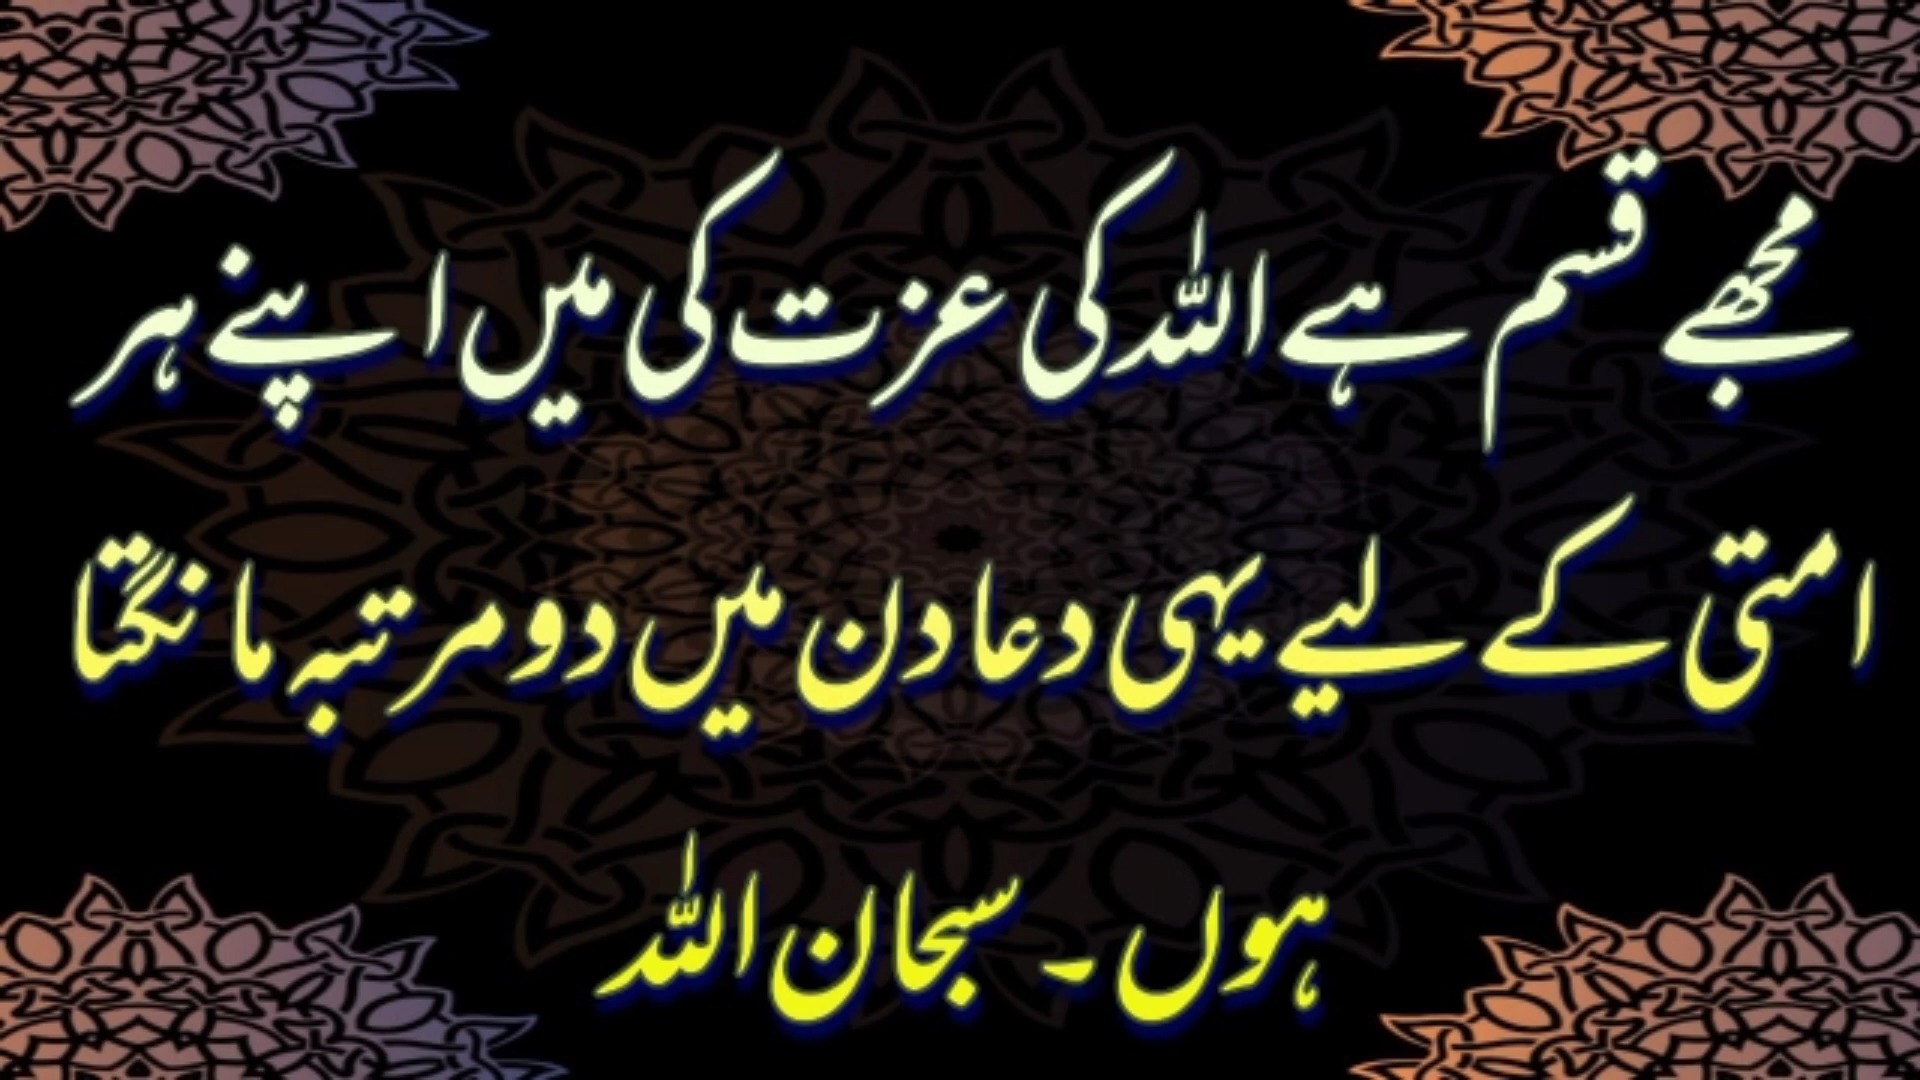 مجھے قسم ہے اللہ کی عزت کی میں اپنے ہر
امتی کے لیے یہی دعا دن میں دو مرتبہ مانگتا
ہوں ۔ سبحان اللہ